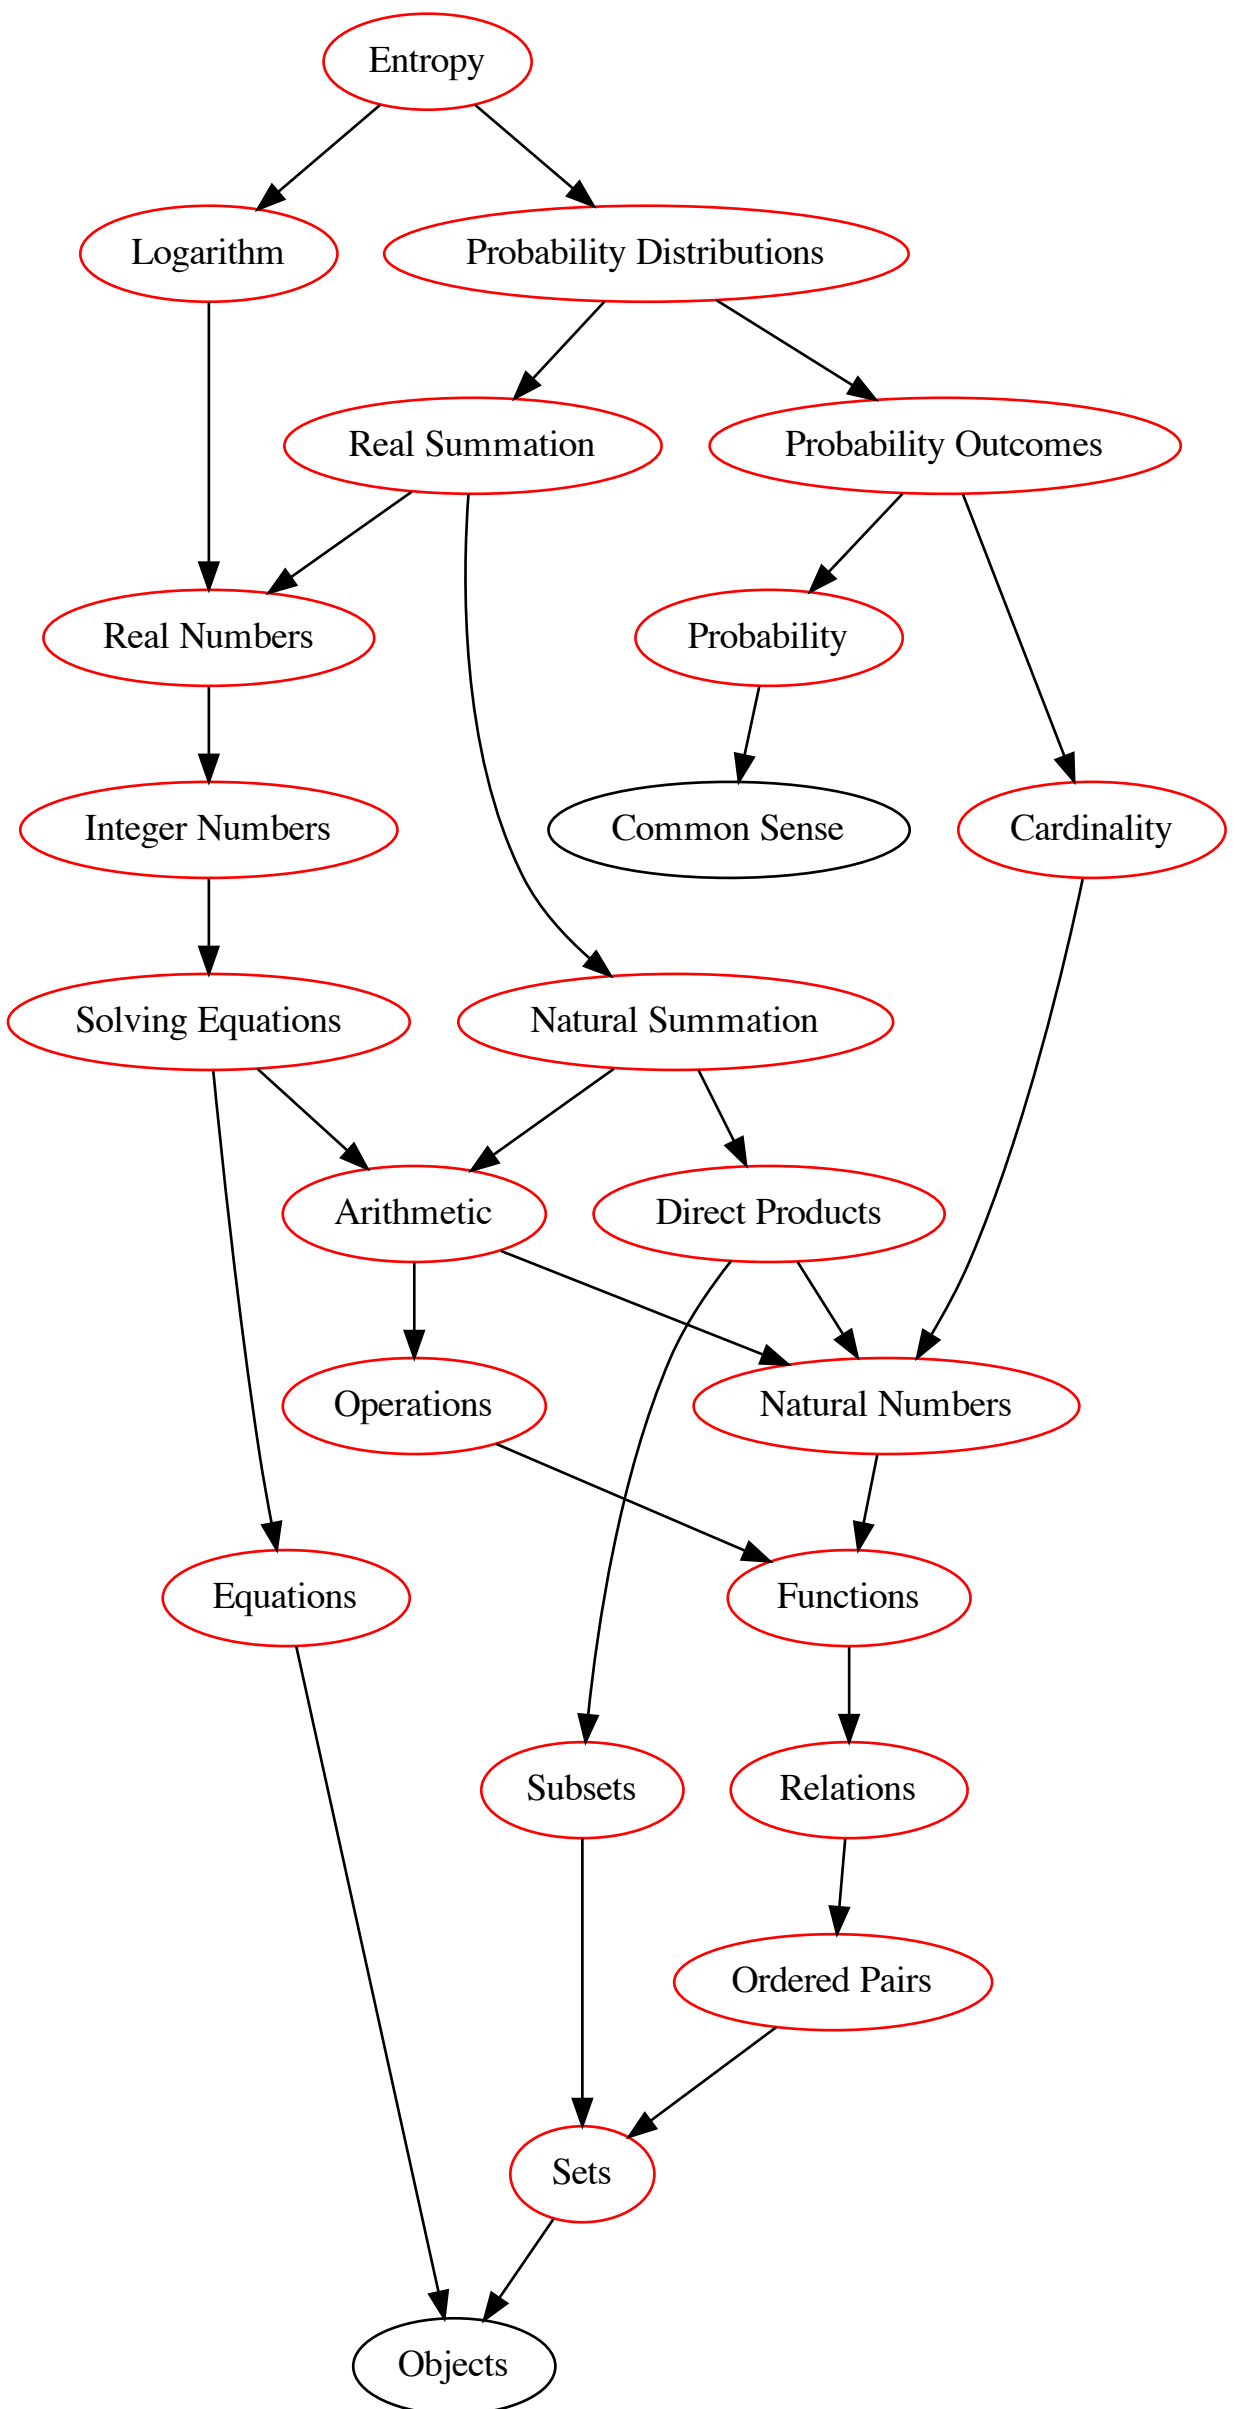 Entropy
Logarithm
Probability Distributions
Real Summation
Probability Outcomes
Real Numbers
Probability
Integer Numbers
Common Sense
Cardinality
Solving Equations
Natural Summation
Arithmetic
Direct Products
Operations
Natural Numbers
Equations
Functions
Subsets
Relations
Ordered Pairs
Sets
Objects